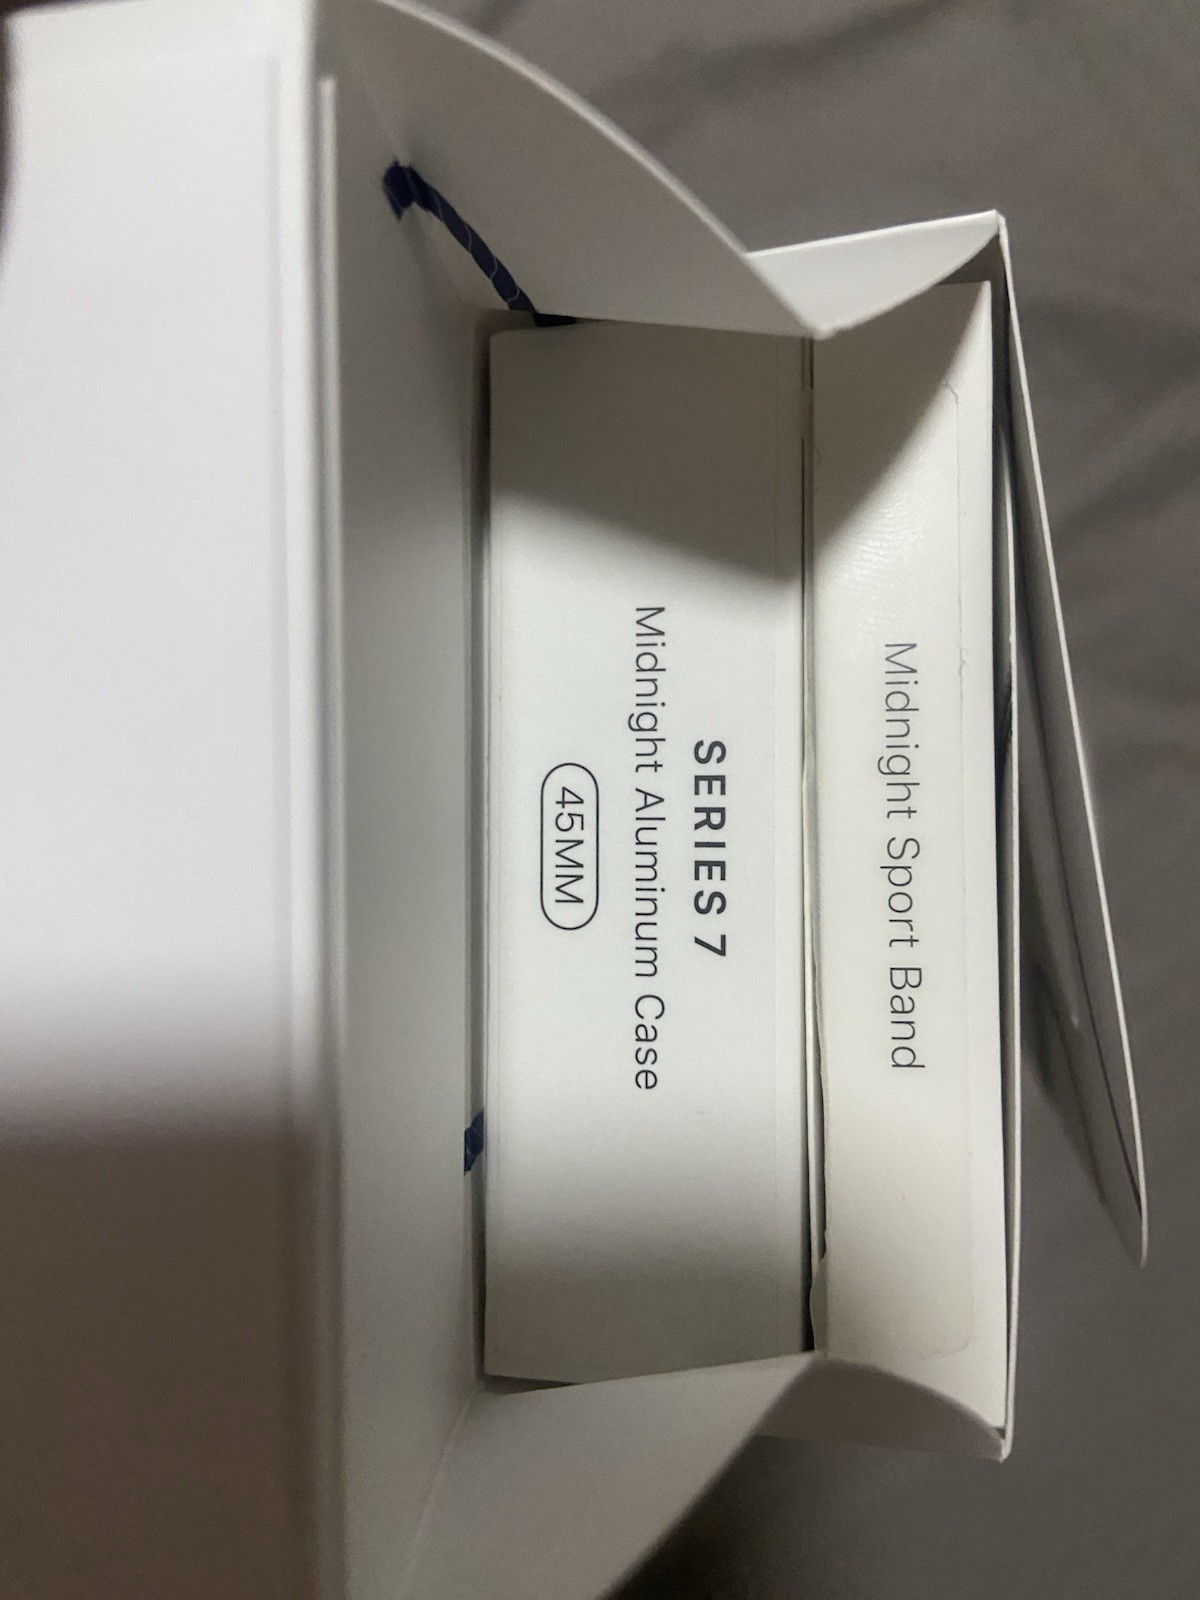 Midnight Sport Band
SERIES 7
Midnight Aluminum Case
45MM